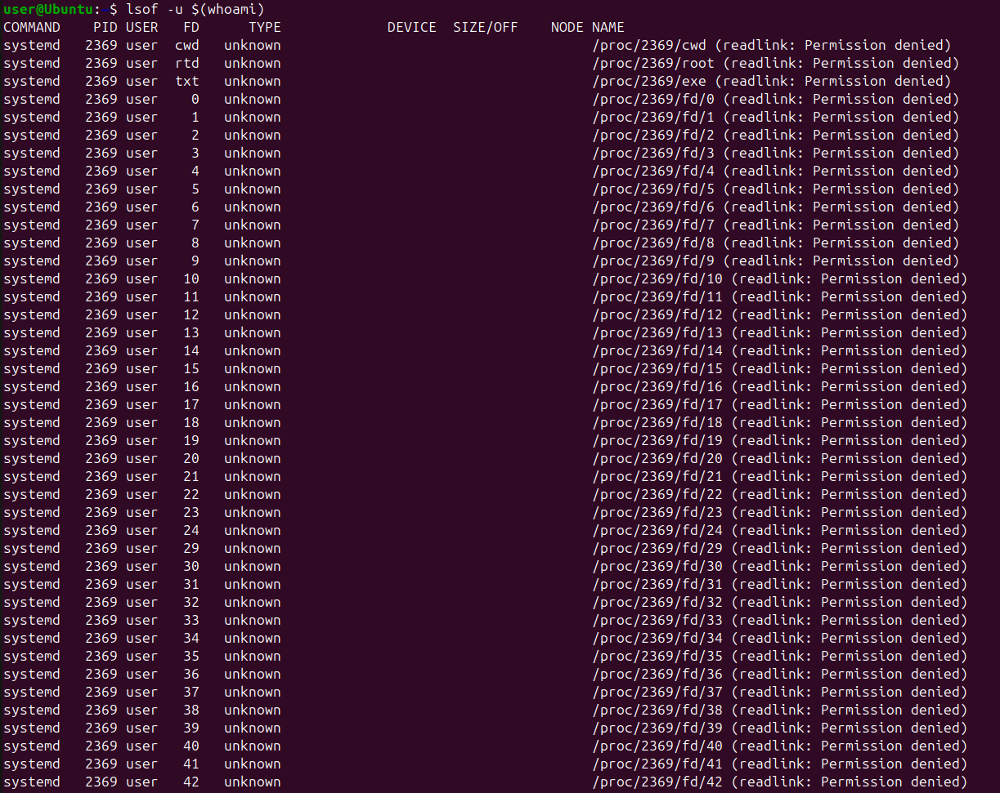 user@Ubuntu:~$ lsof -u $(whoami)
COMMAND    PID USER   FD      TYPE             DEVICE  SIZE/OFF    NODE NAME
systemd   2369 user  cwd   unknown                                      /proc/2369/cwd (readlink: Permission denied)
systemd   2369 user  rtd   unknown                                      /proc/2369/root (readlink: Permission denied)
systemd   2369 user  txt   unknown                                      /proc/2369/exe (readlink: Permission denied)
systemd   2369 user    0   unknown                                      /proc/2369/fd/0 (readlink: Permission denied)
systemd   2369 user    1   unknown                                      /proc/2369/fd/1 (readlink: Permission denied)
systemd   2369 user    2   unknown                                      /proc/2369/fd/2 (readlink: Permission denied)
systemd   2369 user    3   unknown                                      /proc/2369/fd/3 (readlink: Permission denied)
systemd   2369 user    4   unknown                                      /proc/2369/fd/4 (readlink: Permission denied)
systemd   2369 user    5   unknown                                      /proc/2369/fd/5 (readlink: Permission denied)
systemd   2369 user    6   unknown                                      /proc/2369/fd/6 (readlink: Permission denied)
systemd   2369 user    7   unknown                                      /proc/2369/fd/7 (readlink: Permission denied)
systemd   2369 user    8   unknown                                      /proc/2369/fd/8 (readlink: Permission denied)
systemd   2369 user    9   unknown                                      /proc/2369/fd/9 (readlink: Permission denied)
systemd   2369 user   10   unknown                                      /proc/2369/fd/10 (readlink: Permission denied)
systemd   2369 user   11   unknown                                      /proc/2369/fd/11 (readlink: Permission denied)
systemd   2369 user   12   unknown                                      /proc/2369/fd/12 (readlink: Permission denied)
systemd   2369 user   13   unknown                                      /proc/2369/fd/13 (readlink: Permission denied)
systemd   2369 user   14   unknown                                      /proc/2369/fd/14 (readlink: Permission denied)
systemd   2369 user   15   unknown                                      /proc/2369/fd/15 (readlink: Permission denied)
systemd   2369 user   16   unknown                                      /proc/2369/fd/16 (readlink: Permission denied)
systemd   2369 user   17   unknown                                      /proc/2369/fd/17 (readlink: Permission denied)
systemd   2369 user   18   unknown                                      /proc/2369/fd/18 (readlink: Permission denied)
systemd   2369 user   19   unknown                                      /proc/2369/fd/19 (readlink: Permission denied)
systemd   2369 user   20   unknown                                      /proc/2369/fd/20 (readlink: Permission denied)
systemd   2369 user   21   unknown                                      /proc/2369/fd/21 (readlink: Permission denied)
systemd   2369 user   22   unknown                                      /proc/2369/fd/22 (readlink: Permission denied)
systemd   2369 user   23   unknown                                      /proc/2369/fd/23 (readlink: Permission denied)
systemd   2369 user   24   unknown                                      /proc/2369/fd/24 (readlink: Permission denied)
systemd   2369 user   29   unknown                                      /proc/2369/fd/29 (readlink: Permission denied)
systemd   2369 user   30   unknown                                      /proc/2369/fd/30 (readlink: Permission denied)
systemd   2369 user   31   unknown                                      /proc/2369/fd/31 (readlink: Permission denied)
systemd   2369 user   32   unknown                                      /proc/2369/fd/32 (readlink: Permission denied)
systemd   2369 user   33   unknown                                      /proc/2369/fd/33 (readlink: Permission denied)
systemd   2369 user   34   unknown                                      /proc/2369/fd/34 (readlink: Permission denied)
systemd   2369 user   35   unknown                                      /proc/2369/fd/35 (readlink: Permission denied)
systemd   2369 user   36   unknown                                      /proc/2369/fd/36 (readlink: Permission denied)
systemd   2369 user   37   unknown                                      /proc/2369/fd/37 (readlink: Permission denied)
systemd   2369 user   38   unknown                                      /proc/2369/fd/38 (readlink: Permission denied)
systemd   2369 user   39   unknown                                      /proc/2369/fd/39 (readlink: Permission denied)
systemd   2369 user   40   unknown                                      /proc/2369/fd/40 (readlink: Permission denied)
systemd   2369 user   41   unknown                                      /proc/2369/fd/41 (readlink: Permission denied)
systemd   2369 user   42   unknown                                      /proc/2369/fd/42 (readlink: Permission denied)